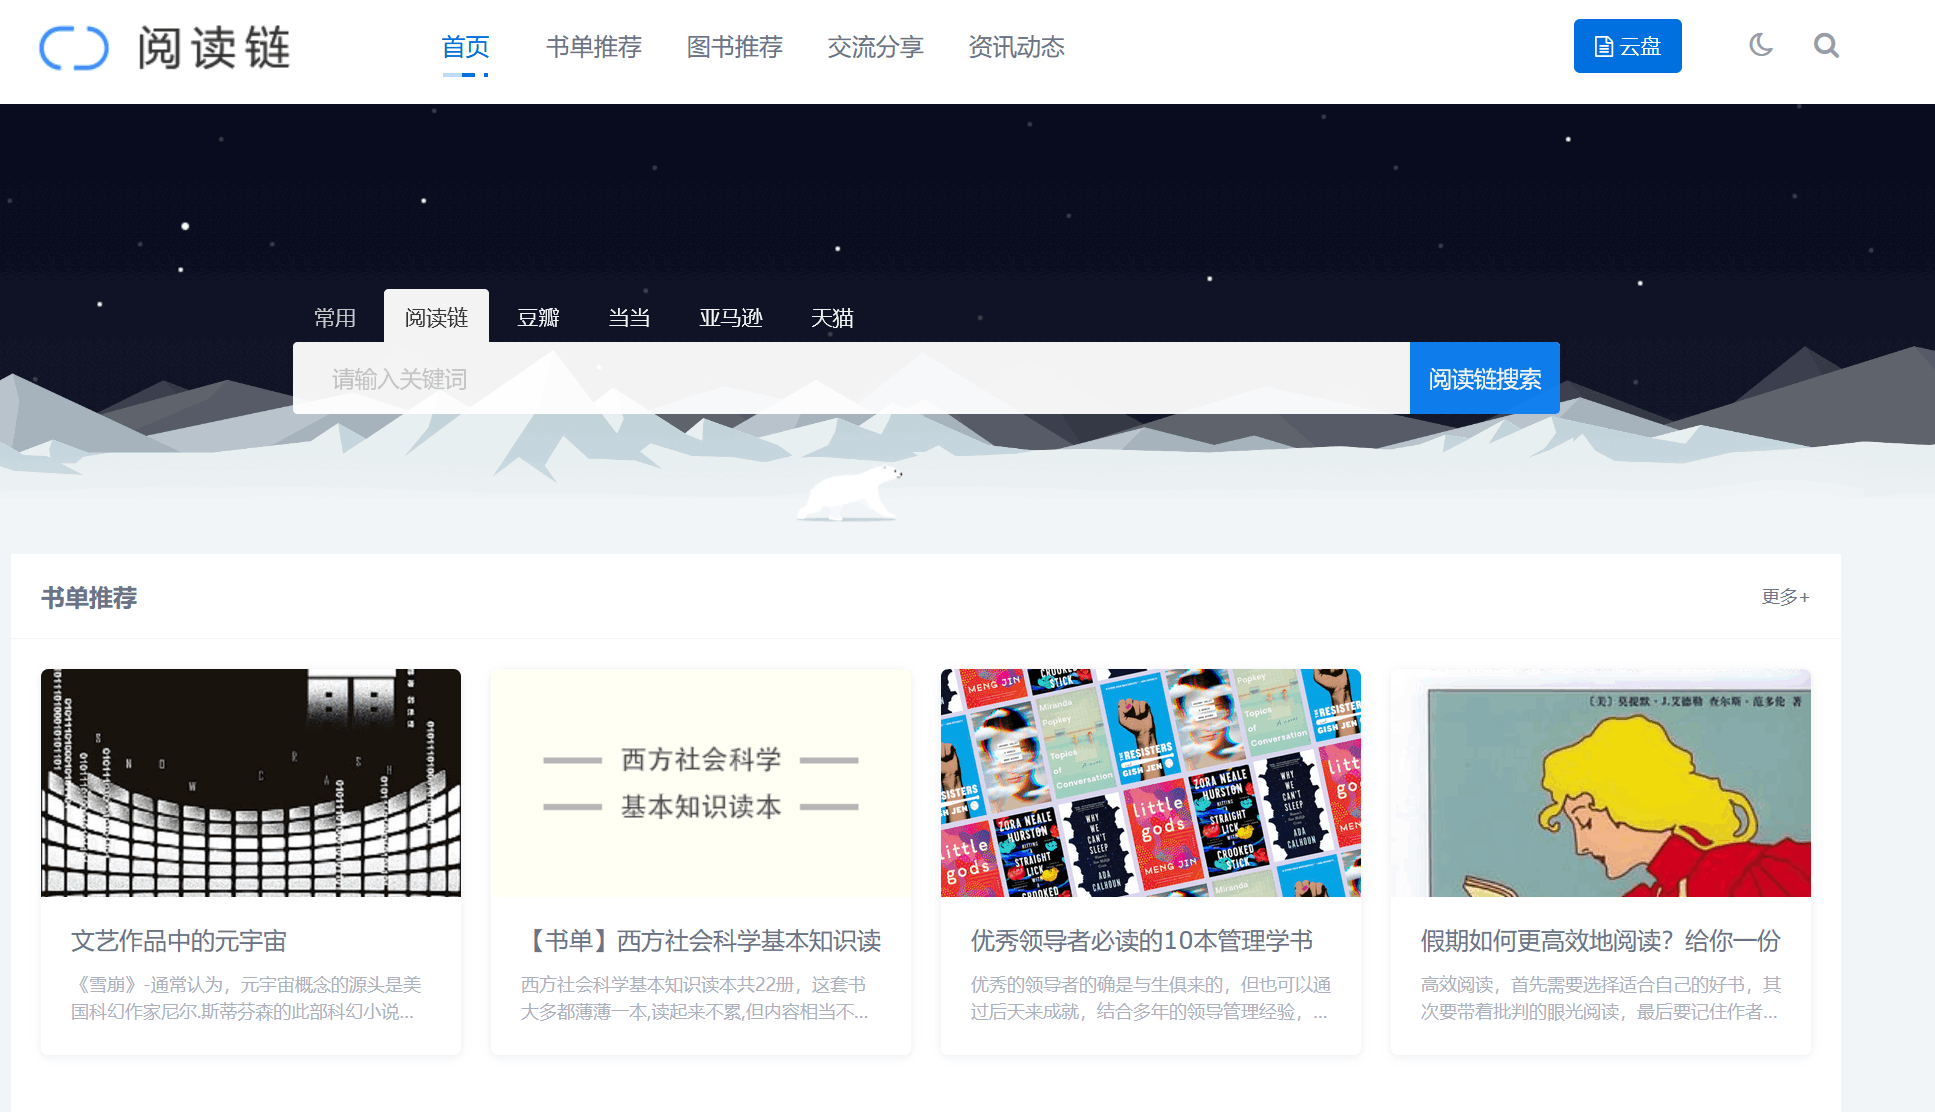 阅读链
首页 书单推荐 图书推荐 交流分享 资讯动态 云盘
常用 阅读链 豆瓣 当当 亚马逊 天猫
请输入关键词 阅读链搜索
书单推荐 更多+
S N O W C R A S H
西方社会科学
基本知识读本
MENG JIN
CROOKED
STICK
Miranda
Popkey
Topics
of
Conversation
THE
RESISTERS
GISH JEN
little
gods
MENG JIN
ZORA NEALE
HURSTON
HITTING A
STRAIGHT
LICK
WITH A
CROOKED
STICK
WHY
WE
CAN'T
SLEEP
ADA
CALHOUN
[美] 莫提默·J.艾德勒 查尔斯·范多伦 著
文艺作品中的元宇宙
《雪崩》-通常认为，元宇宙概念的源头是美
国科幻作家尼尔.斯蒂芬森的此部科幻小说...
【书单】西方社会科学基本知识读
西方社会科学基本知识读本共22册，这套书
大多都薄薄一本,读起来不累,但内容相当不...
优秀领导者必读的10本管理学书
优秀的领导者的确是与生俱来的，但也可以通
过后天来成就，结合多年的领导管理经验，...
假期如何更高效地阅读？给你一份
高效阅读，首先需要选择适合自己的好书，其
次要带着批判的眼光阅读，最后要记住作者...